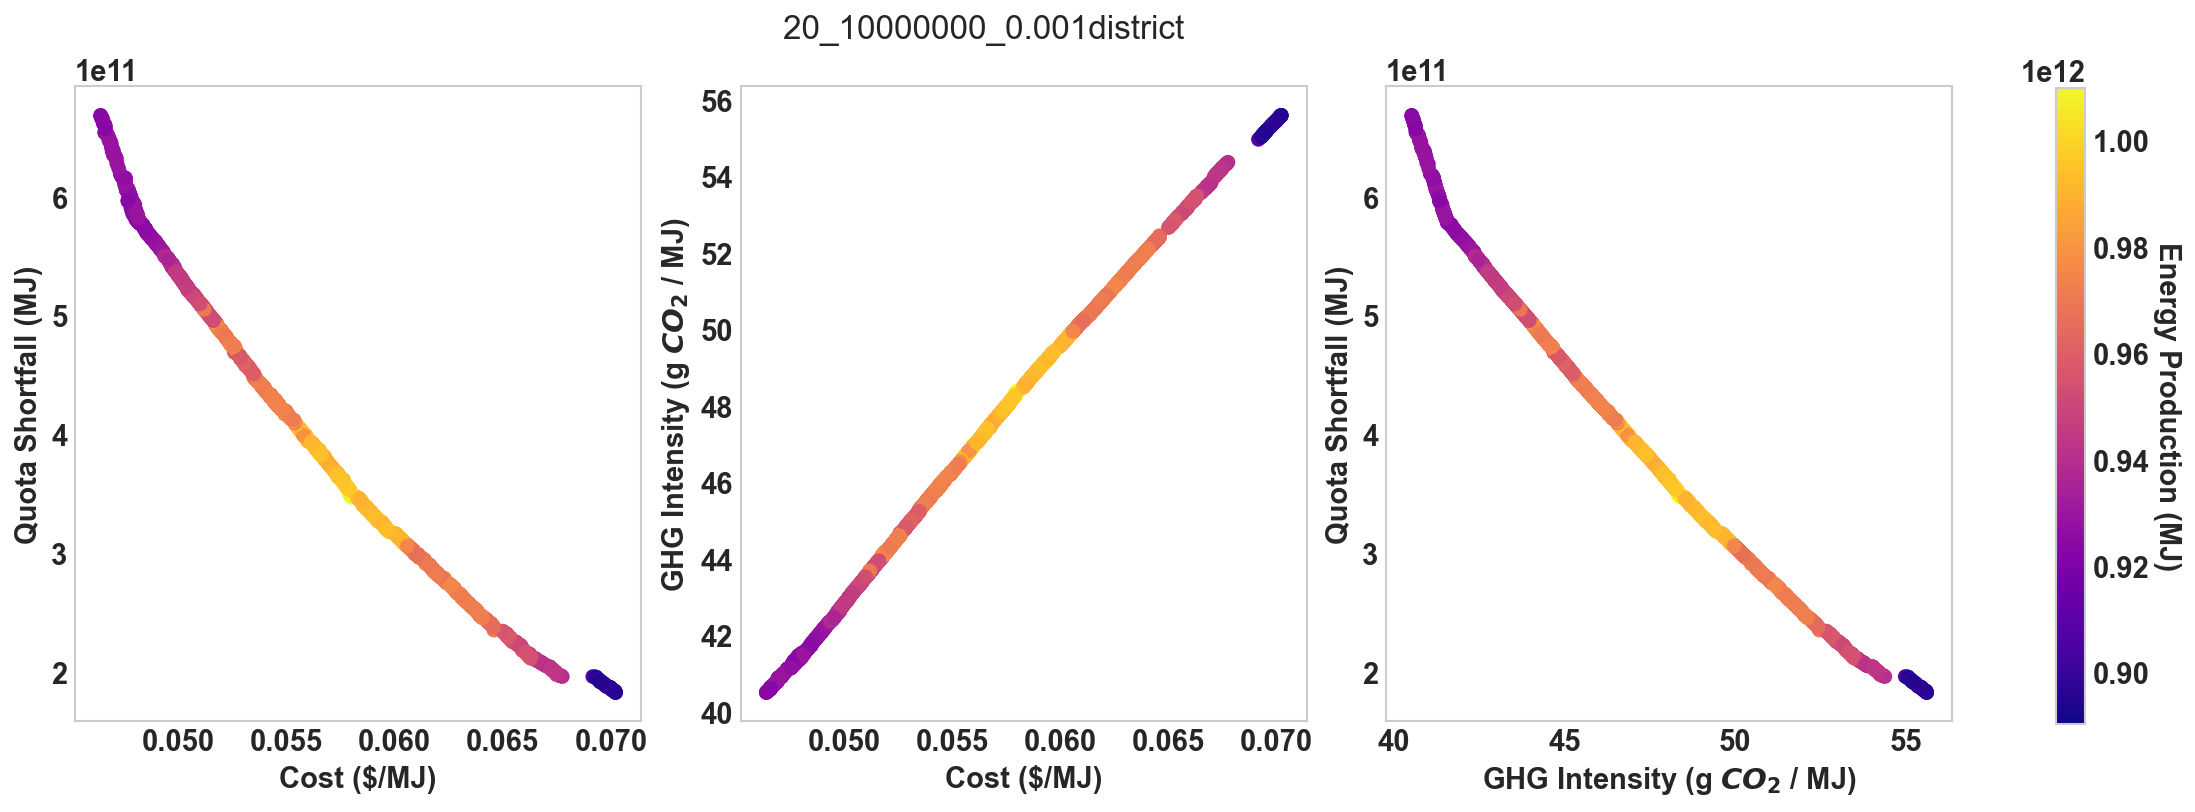 20_10000000_0.001district
1e11
6
5
4
3
2
Quota Shortfall (MJ)
0.050 0.055 0.060 0.065 0.070
Cost ($/MJ)
56
54
52
50
48
46
44
42
40
GHG Intensity (g CO2 / MJ)
0.050 0.055 0.060 0.065 0.070
Cost ($/MJ)
1e11
6
5
4
3
2
Quota Shortfall (MJ)
40 45 50 55
GHG Intensity (g CO2 / MJ)
1e12
1.00
0.98
0.96
0.94
0.92
0.90
Energy Production (MJ)